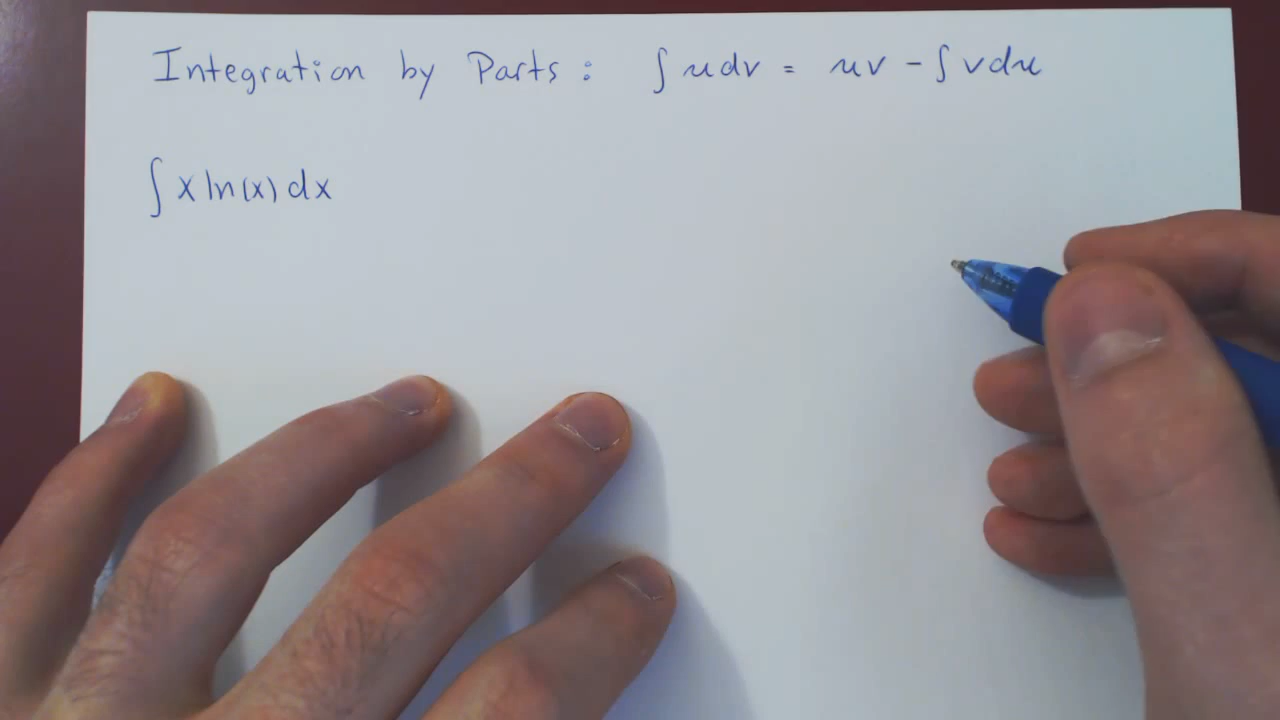 Integration by Parts : ∫ u dv = uv - ∫ v du
∫ x ln(x) dx